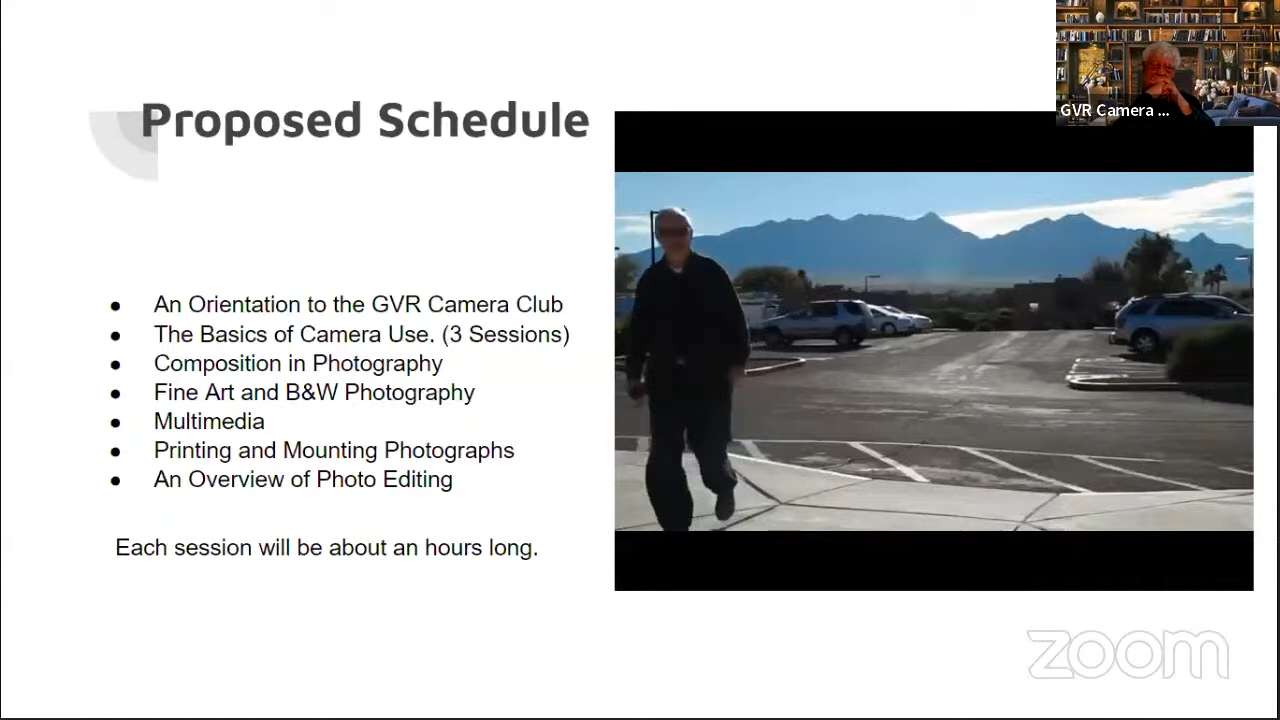 GVR Camera ...
Proposed Schedule
● An Orientation to the GVR Camera Club
● The Basics of Camera Use. (3 Sessions)
● Composition in Photography
● Fine Art and B&W Photography
● Multimedia
● Printing and Mounting Photographs
● An Overview of Photo Editing
Each session will be about an hours long.
zoom